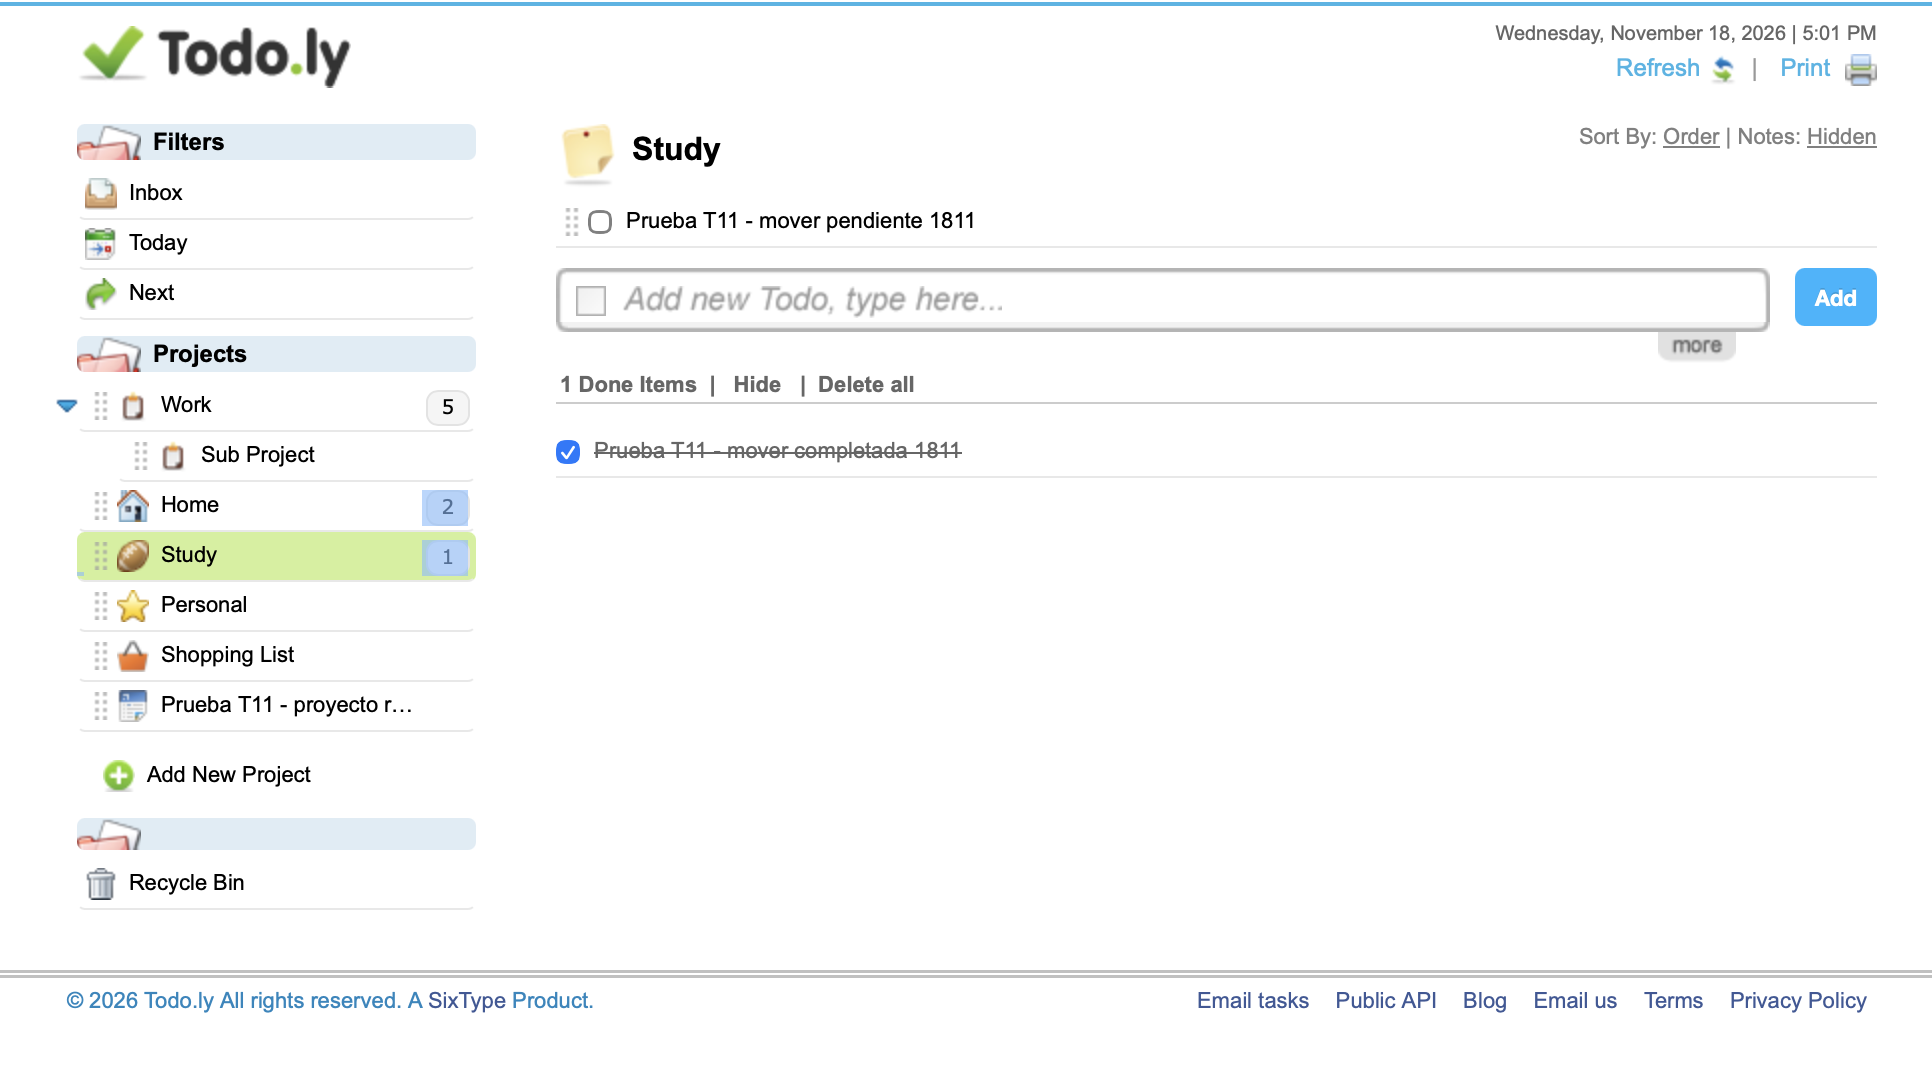 Todo.ly
Wednesday, November 18, 2026 | 5:01 PM
Refresh | Print
Filters
Inbox
Today
Next
Projects
Work 5
Sub Project
Home 2
Study 1
Personal
Shopping List
Prueba T11 - proyecto r...
Add New Project
Recycle Bin
Study
Sort By: Order | Notes: Hidden
Prueba T11 - mover pendiente 1811
Add new Todo, type here...
Add
more
1 Done Items | Hide | Delete all
Prueba T11 - mover completada 1811
© 2026 Todo.ly All rights reserved. A SixType Product.
Email tasks Public API Blog Email us Terms Privacy Policy